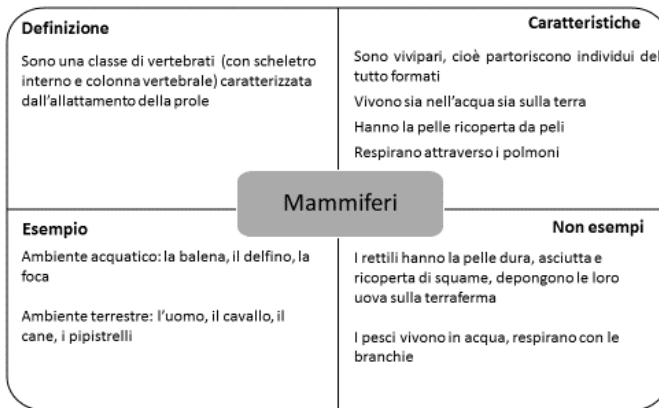 Definizione
Sono una classe di vertebrati (con scheletro
interno e colonna vertebrale) caratterizzata
dall'allattamento della prole
Caratteristiche
Sono vivipari, cioè partoriscono individui del
tutto formati
Vivono sia nell'acqua sia sulla terra
Hanno la pelle ricoperta da peli
Respirano attraverso i polmoni
Mammiferi
Esempio
Ambiente acquatico: la balena, il delfino, la
foca
Ambiente terrestre: l'uomo, il cavallo, il
cane, i pipistrelli
Non esempi
I rettili hanno la pelle dura, asciutta e
ricoperta di squame, depongono le loro
uova sulla terraferma
I pesci vivono in acqua, respirano con le
branchie